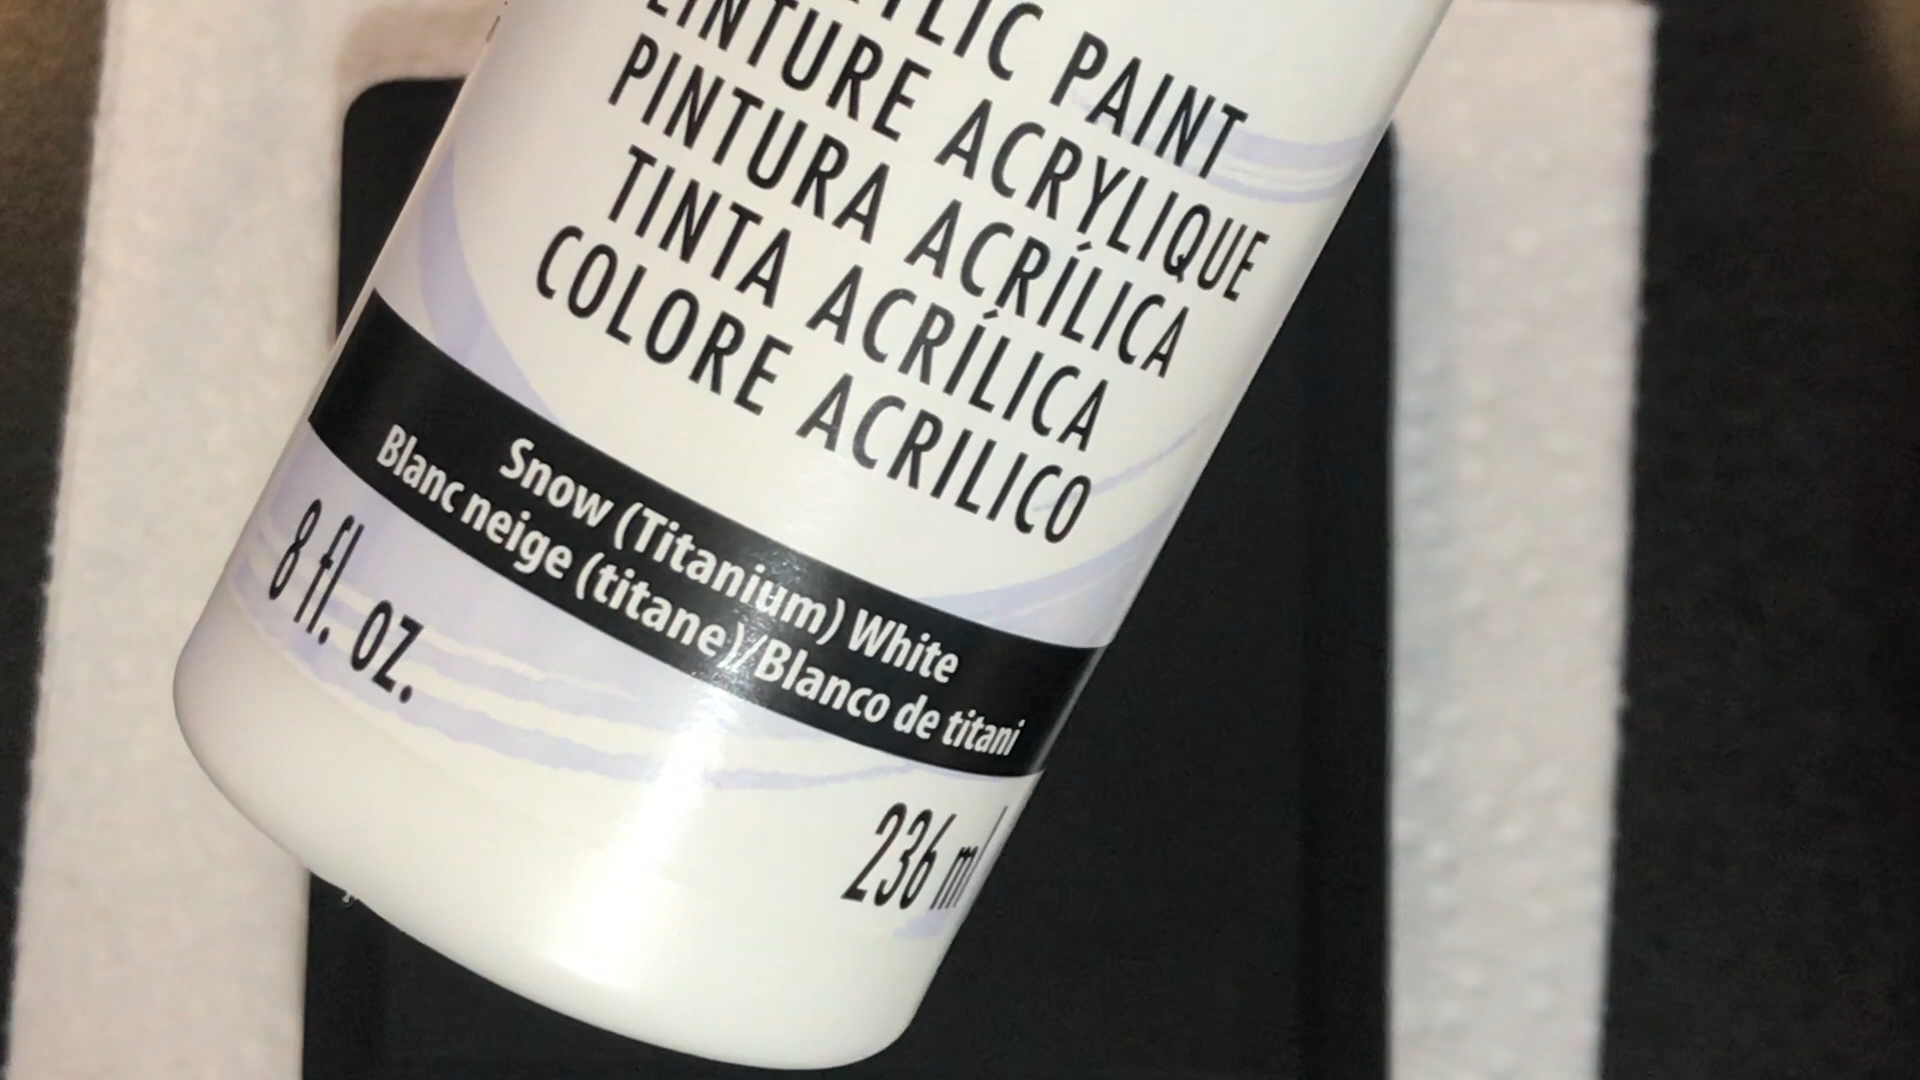 PAINT
ACRYLIQUE
PINTURA ACRÍLICA
TINTA ACRÍLICA
COLORE ACRILICO
Snow (Titanium) White
Blanc neige (titane)/Blanco de titani
8 fl. oz.
236 ml